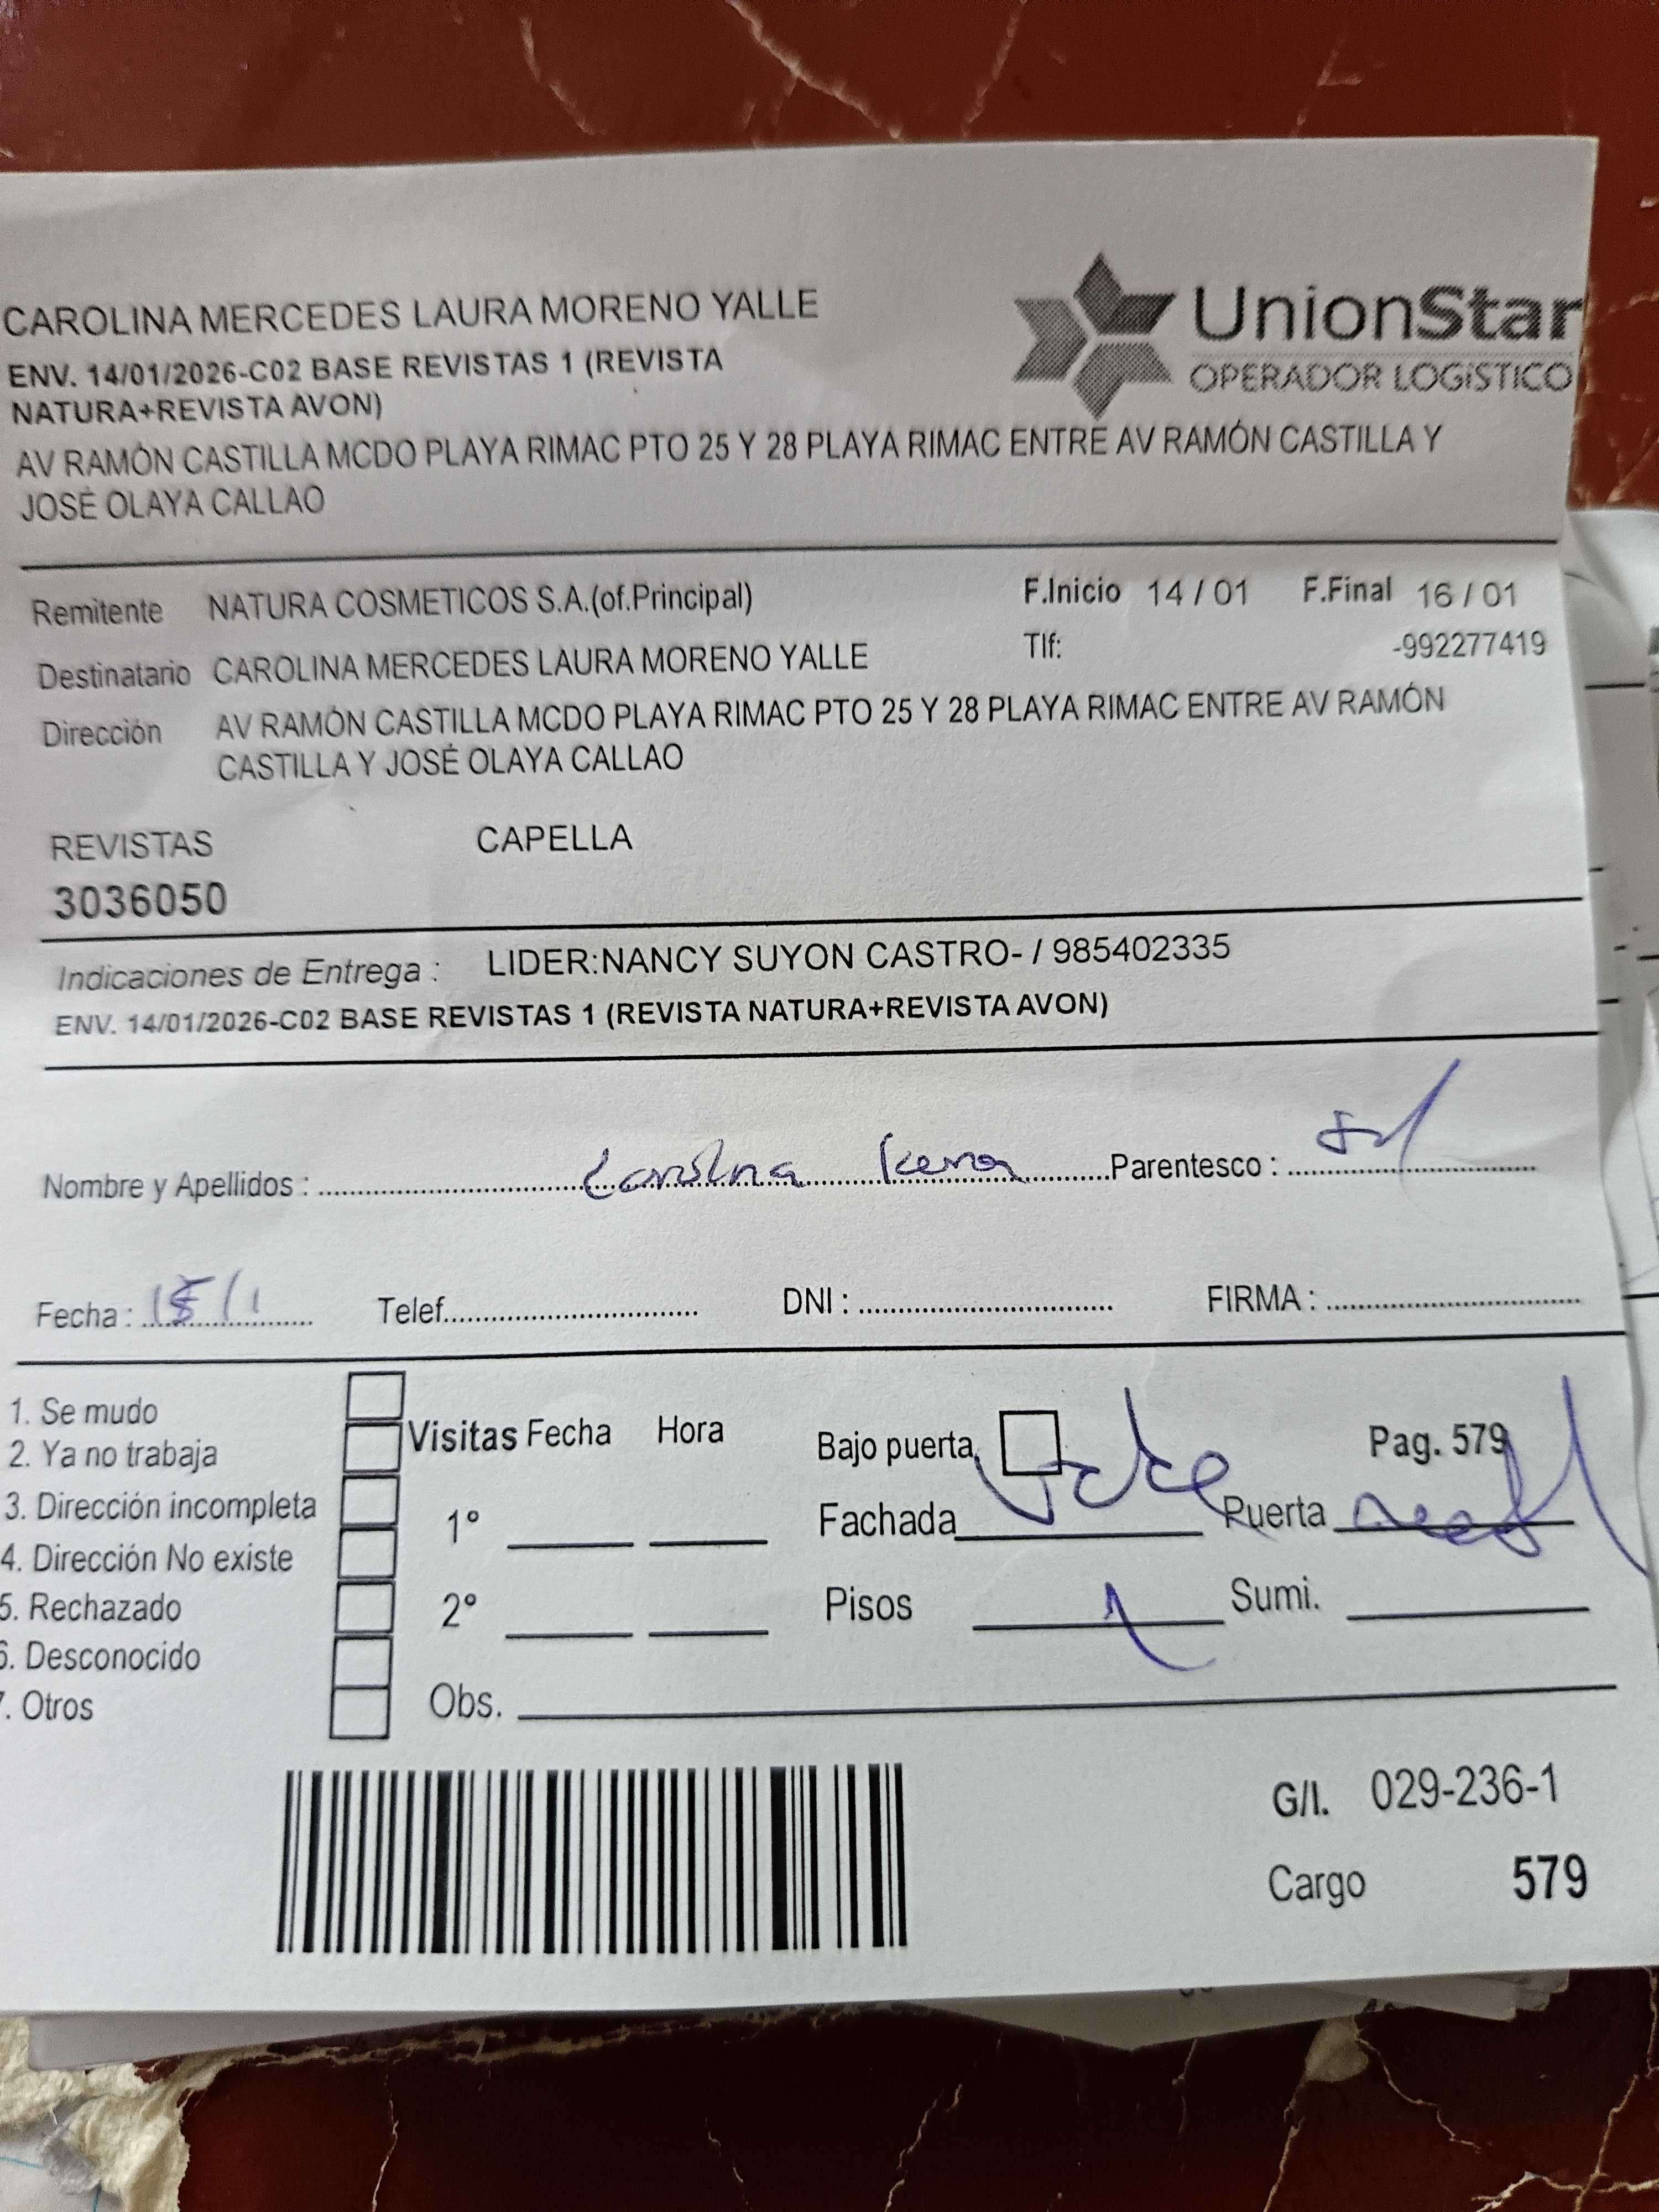 CAROLINA MERCEDES LAURA MORENO YALLE
ENV. 14/01/2026-C02 BASE REVISTAS 1 (REVISTA
NATURA+REVISTA AVON)
UnionStar
OPERADOR LOGÍSTICO
AV RAMÓN CASTILLA MCDO PLAYA RIMAC PTO 25 Y 28 PLAYA RIMAC ENTRE AV RAMÓN CASTILLA Y
JOSÉ OLAYA CALLAO
Remitente NATURA COSMETICOS S.A.(of.Principal) F.Inicio 14 / 01 F.Final 16 / 01
Destinatario CAROLINA MERCEDES LAURA MORENO YALLE Tlf: -992277419
Dirección AV RAMÓN CASTILLA MCDO PLAYA RIMAC PTO 25 Y 28 PLAYA RIMAC ENTRE AV RAMÓN
CASTILLA Y JOSÉ OLAYA CALLAO
REVISTAS CAPELLA
3036050
Indicaciones de Entrega : LIDER:NANCY SUYON CASTRO- / 985402335
ENV. 14/01/2026-C02 BASE REVISTAS 1 (REVISTA NATURA+REVISTA AVON)
Nombre y Apellidos : Carolina Parentesco :
Fecha : 15/1 Telef. DNI : FIRMA :
1. Se mudo
2. Ya no trabaja
3. Dirección incompleta
4. Dirección No existe
5. Rechazado
6. Desconocido
7. Otros
Visitas Fecha Hora
1°
2°
Obs.
Bajo puerta Pag. 579
Fachada Puerta
Pisos 1 Sumi.
G/I. 029-236-1
Cargo 579